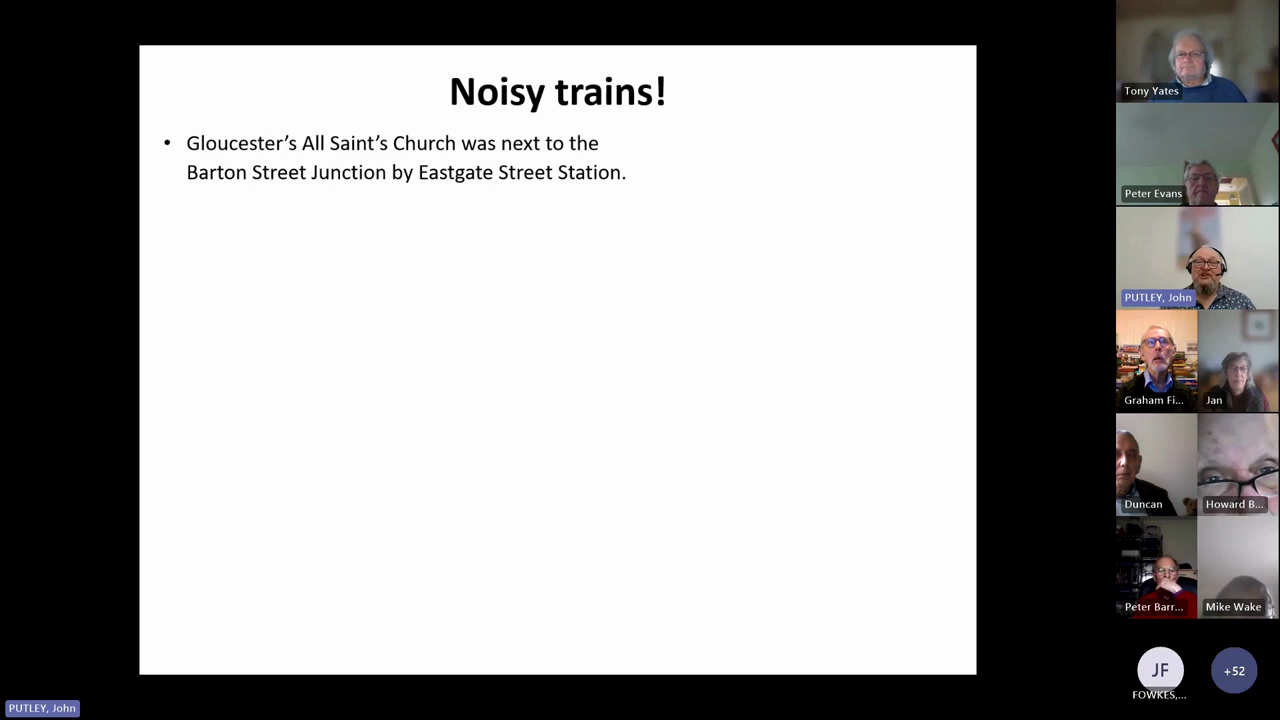 Noisy trains!
• Gloucester’s All Saint’s Church was next to the
Barton Street Junction by Eastgate Street Station.
Tony Yates
Peter Evans
PUTLEY, John
Graham Fi...
Jan
Duncan
Howard B...
Peter Barr...
Mike Wake
JF
+52
FOWKES,...
PUTLEY, John